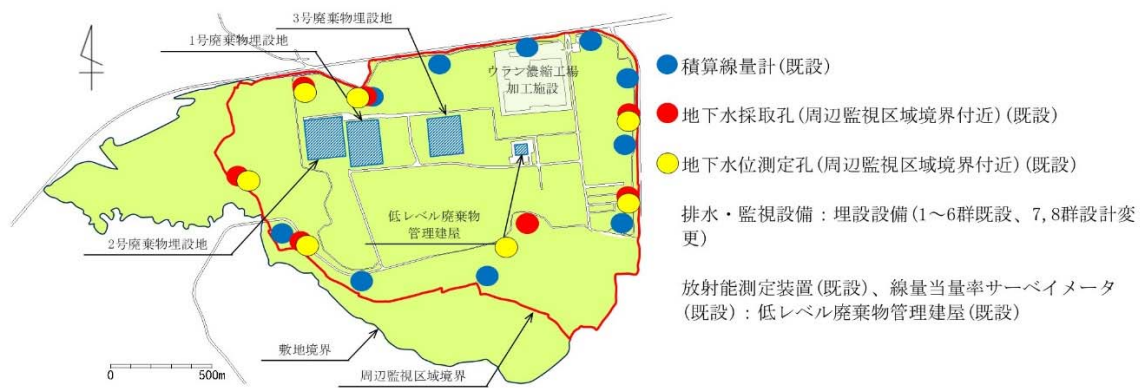 3号廃棄物埋設地
1号廃棄物埋設地
ウラン濃縮工場
加工施設
低レベル廃棄物
管理建屋
2号廃棄物埋設地
敷地境界
周辺監視区域境界
0
500m
積算線量計(既設)
地下水採取孔(周辺監視区域境界付近)(既設)
地下水位測定孔(周辺監視区域境界付近)(既設)
排水・監視設備：埋設設備(1～6群既設、7,8群設計変
更)
放射能測定装置(既設)、線量当量率サーベイメータ
(既設)：低レベル廃棄物管理建屋(既設)